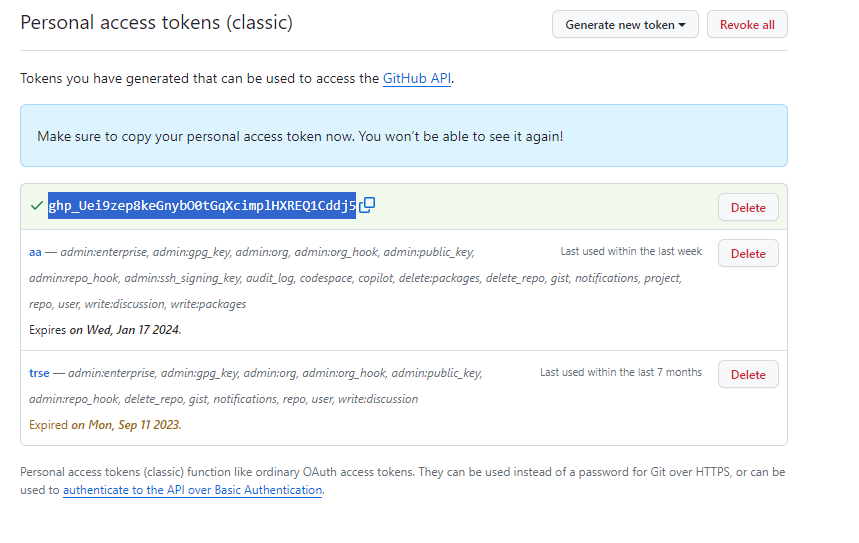 Personal access tokens (classic)
Generate new token
Revoke all
Tokens you have generated that can be used to access the GitHub API.
Make sure to copy your personal access token now. You won't be able to see it again!
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
Delete
aa — admin:enterprise, admin:gpg_key, admin:org, admin:org_hook, admin:public_key,
Last used within the last week
Delete
admin:repo_hook, admin:ssh_signing_key, audit_log, codespace, copilot, delete:packages, delete_repo, gist, notifications, project,
repo, user, write:discussion, write:packages
Expires on Wed, Jan 17 2024.
trse — admin:enterprise, admin:gpg_key, admin:org, admin:org_hook, admin:public_key,
Last used within the last 7 months
Delete
admin:repo_hook, delete_repo, gist, notifications, repo, user, write:discussion
Expired on Mon, Sep 11 2023.
Personal access tokens (classic) function like ordinary OAuth access tokens. They can be used instead of a password for Git over HTTPS, or can be
used to authenticate to the API over Basic Authentication.